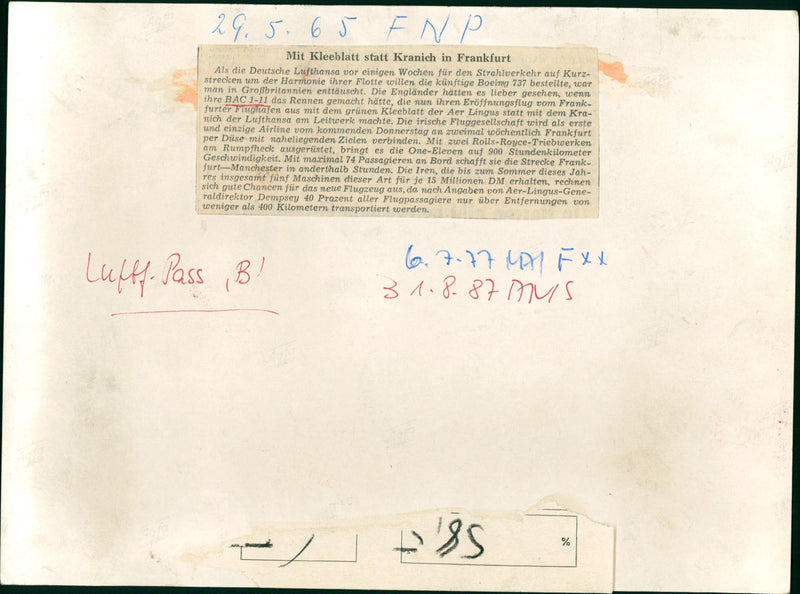 29. 5. 65 FNP
Mit Kleeblatt statt Kranich in Frankfurt
Als die Deutsche Lufthansa vor einigen Wochen für den Strahlverkehr auf Kurz-
strecken um der Harmonie ihrer Flotte willen die künftige Boeing 737 bestellte, war
man in Großbritannien enttäuscht. Die Engländer hätten es lieber gesehen, wenn
ihre BAC 1-11 das Rennen gemacht hätte, die nun ihren Eröffnungsflug vom Frank-
furter Flughafen aus mit dem grünen Kleeblatt der Aer Lingus statt mit dem Kra-
nich der Lufthansa am Leitwerk machte. Die irische Fluggesellschaft wird als erste
und einzige Airline vom kommenden Donnerstag an zweimal wöchentlich Frankfurt
per Düse mit naheliegenden Zielen verbinden. Mit zwei Rolls-Royce-Triebwerken
am Rumpfheck ausgerüstet, bringt es die One-Eleven auf 900 Stundenkilometer
Geschwindigkeit. Mit maximal 74 Passagieren an Bord schafft sie die Strecke Frank-
furt—Manchester in anderthalb Stunden. Die Iren, die bis zum Sommer dieses Jah-
res insgesamt fünf Maschinen dieser Art für je 15 Millionen DM erhalten, rechnen
sich gute Chancen für das neue Flugzeug aus, da nach Angaben von Aer-Lingus-Gene-
raldirektor Dempsey 40 Prozent aller Flugpassagiere nur über Entfernungen von
weniger als 400 Kilometern transportiert werden.
Luftf. Pass ‚B'
6. 7. 77 F xx
31. 8. 87
'85 %